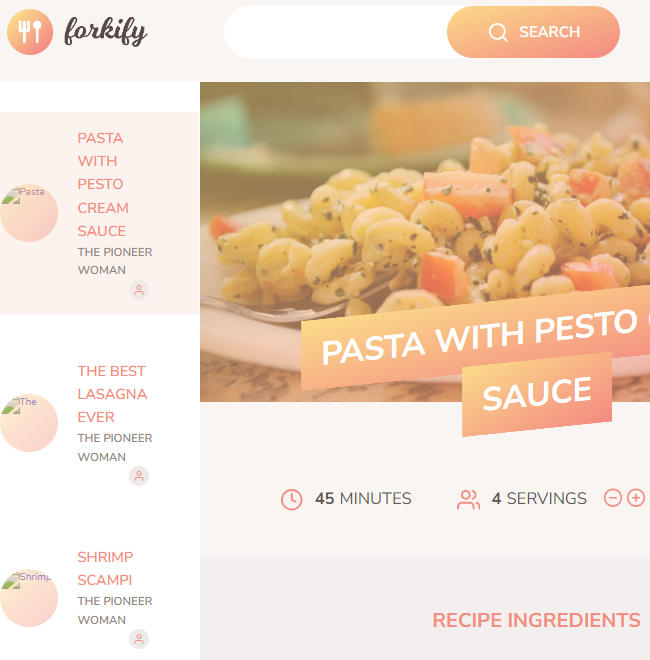 forkify
SEARCH
PASTA
WITH
PESTO
CREAM
SAUCE
THE PIONEER
WOMAN
Pasta
THE BEST
LASAGNA
EVER
THE PIONEER
WOMAN
The
SHRIMP
SCAMPI
THE PIONEER
WOMAN
Shrimp
PASTA WITH PESTO
SAUCE
45 MINUTES
4 SERVINGS
RECIPE INGREDIENTS